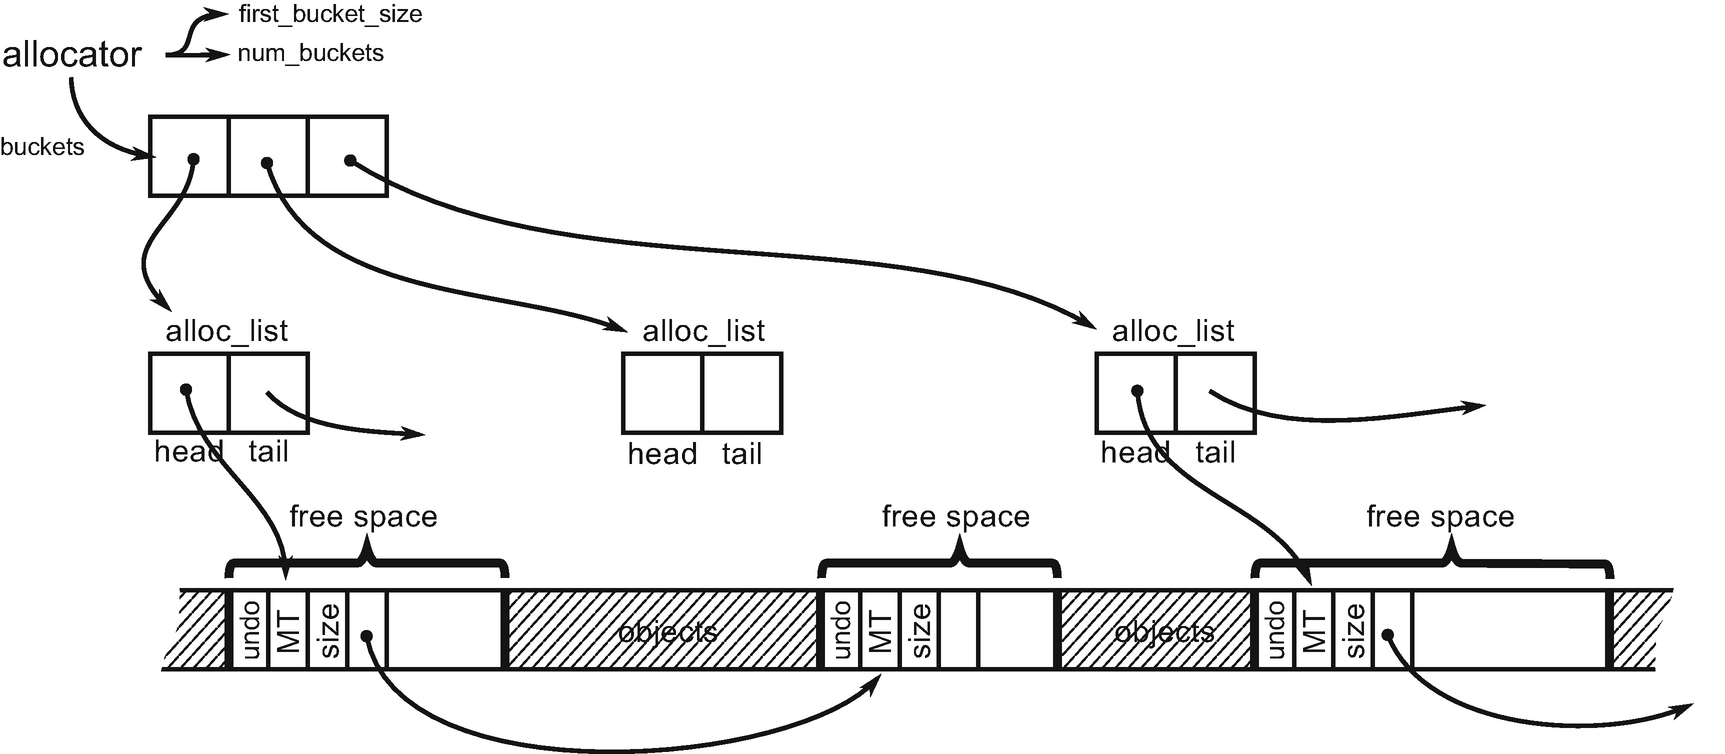 first_bucket_size
allocator
num_buckets
buckets
alloc_list
alloc_list
alloc_list
head tail
head tail
head tail
free space
free space
free space
undo
MT
size
objects
undo
MT
size
objects
undo
MT
size